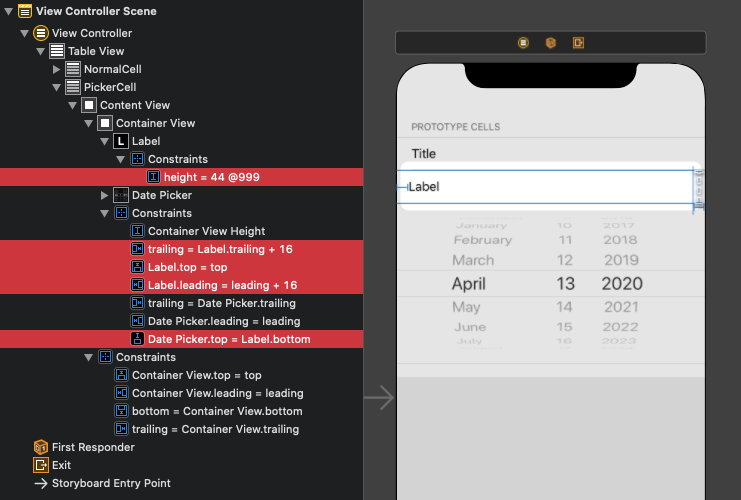 View Controller Scene
View Controller
Table View
NormalCell
PickerCell
Content View
Container View
L Label
Constraints
height = 44 @999
Date Picker
Constraints
Container View Height
trailing = Label.trailing + 16
Label.top = top
Label.leading = leading + 16
trailing = Date Picker.trailing
Date Picker.leading = leading
Date Picker.top = Label.bottom
Constraints
Container View.top = top
Container View.leading = leading
bottom = Container View.bottom
trailing = Container View.trailing
First Responder
Exit
Storyboard Entry Point
PROTOTYPE CELLS
Title
Label
January 10 2017
February 11 2018
March 12 2019
April 13 2020
May 14 2021
June 15 2022
July 16 2023